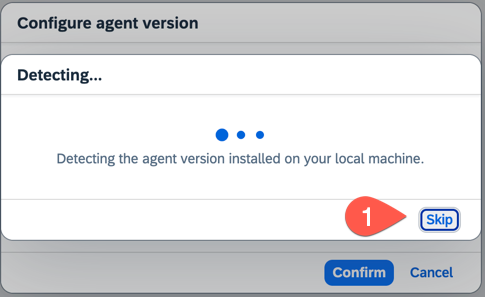 Configure agent version
Detecting...
Detecting the agent version installed on your local machine.
1
Skip
Confirm
Cancel